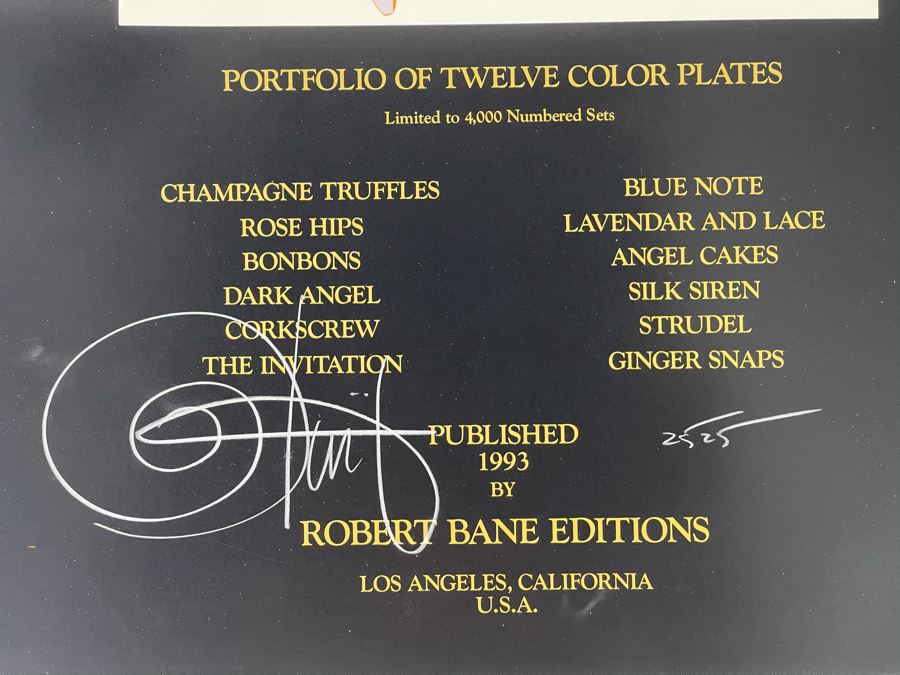 PORTFOLIO OF TWELVE COLOR PLATES
Limited to 4,000 Numbered Sets
CHAMPAGNE TRUFFLES
ROSE HIPS
BONBONS
DARK ANGEL
CORKSCREW
THE INVITATION
BLUE NOTE
LAVENDAR AND LACE
ANGEL CAKES
SILK SIREN
STRUDEL
GINGER SNAPS
2525
PUBLISHED
1993
BY
ROBERT BANE EDITIONS
LOS ANGELES, CALIFORNIA
U.S.A.